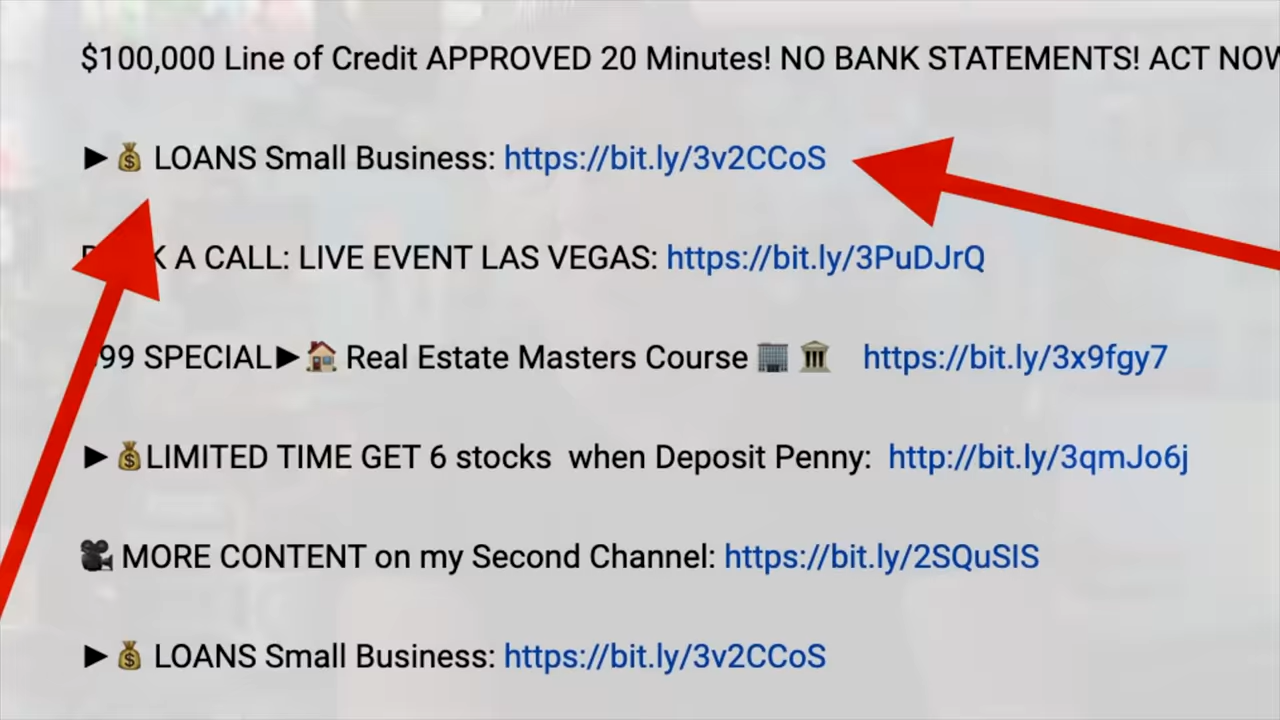 $100,000 Line of Credit APPROVED 20 Minutes! NO BANK STATEMENTS! ACT NOW
▶💰 LOANS Small Business: https://bit.ly/3v2CCoS
A CALL: LIVE EVENT LAS VEGAS: https://bit.ly/3PuDJrQ
99 SPECIAL▶🏠 Real Estate Masters Course 🏢 🏛 https://bit.ly/3x9fgy7
▶💰LIMITED TIME GET 6 stocks when Deposit Penny: http://bit.ly/3qmJo6j
🎥 MORE CONTENT on my Second Channel: https://bit.ly/2SQuSIS
▶💰 LOANS Small Business: https://bit.ly/3v2CCoS